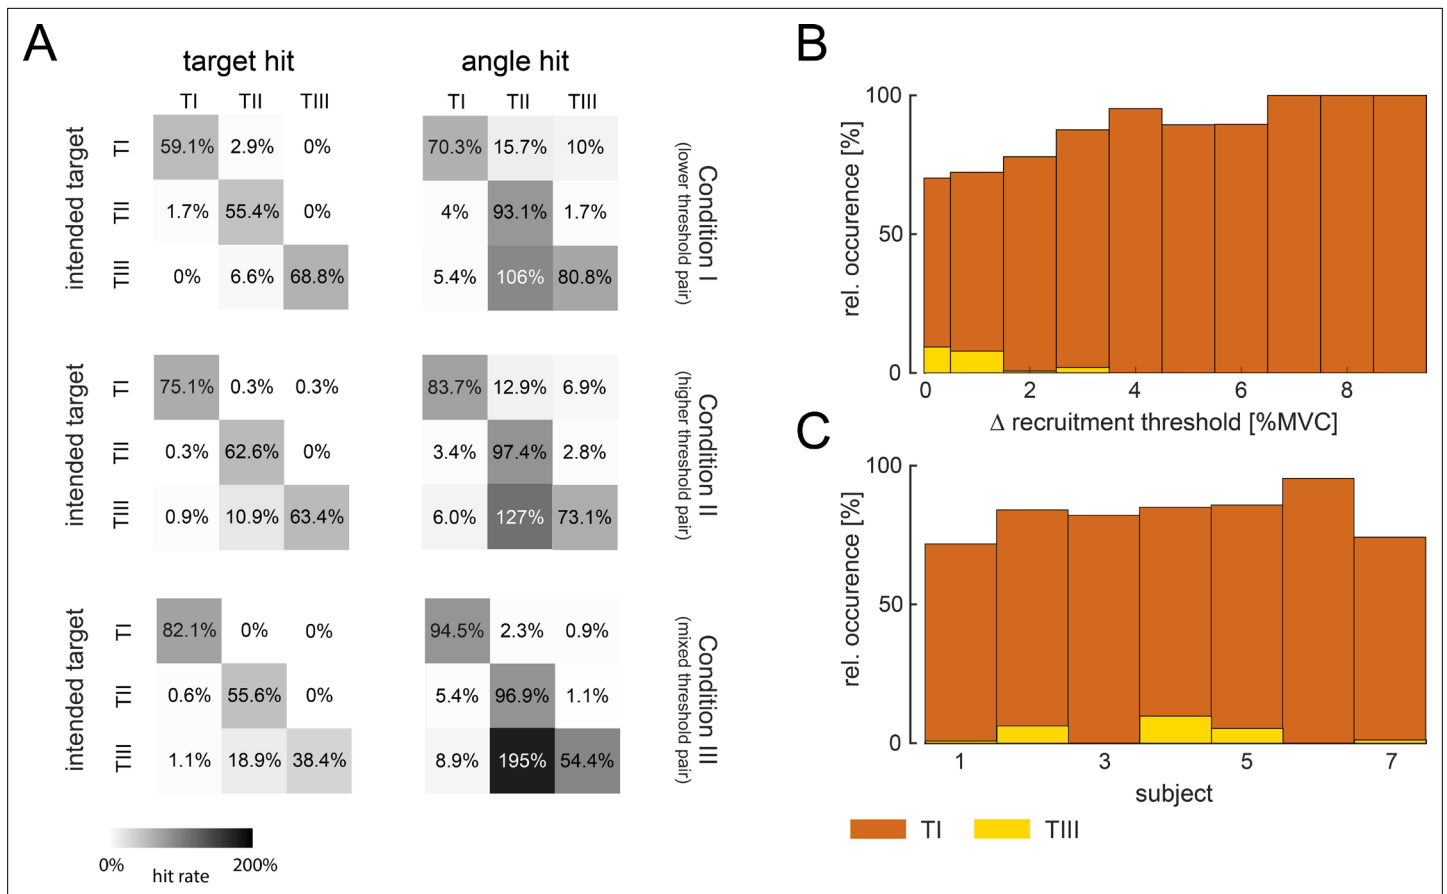 A
target hit
angle hit
TI TII TIII
TI TII TIII
intended target
TI
59.1% 2.9% 0%
70.3% 15.7% 10%
TII
1.7% 55.4% 0%
4% 93.1% 1.7%
TIII
0% 6.6% 68.8%
5.4% 106% 80.8%
Condition I
(lower threshold pair)
intended target
TI
75.1% 0.3% 0.3%
83.7% 12.9% 6.9%
TII
0.3% 62.6% 0%
3.4% 97.4% 2.8%
TIII
0.9% 10.9% 63.4%
6.0% 127% 73.1%
Condition II
(higher threshold pair)
intended target
TI
82.1% 0% 0%
94.5% 2.3% 0.9%
TII
0.6% 55.6% 0%
5.4% 96.9% 1.1%
TIII
1.1% 18.9% 38.4%
8.9% 195% 54.4%
Condition III
(mixed threshold pair)
0% 200%
hit rate
B
rel. occurence [%]
100
50
0
0 2 4 6 8
Δ recruitment threshold [%MVC]
C
rel. occurence [%]
100
50
0
1 3 5 7
subject
TI TIII